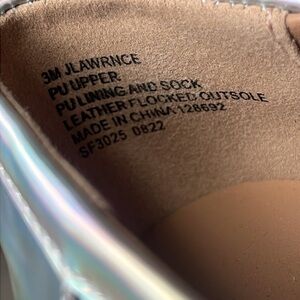 3M JLAWRNCE
PU UPPER
PU LINING AND SOCK
LEATHER FLOCKED OUTSOLE
MADE IN CHINA 128692
SF3025 0822